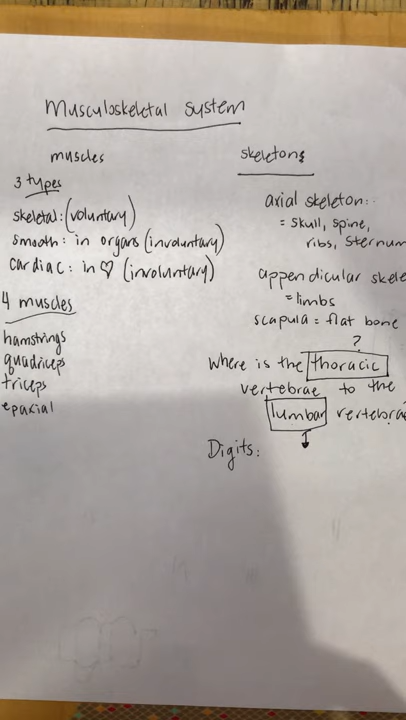 Musculoskeletal System
muscles
3 types
skeletal: (voluntary)
smooth: in organs (involuntary)
cardiac: in ♡ (involuntary)
4 muscles
hamstrings
quadriceps
triceps
epaxial
skeletons
axial skeleton:
= skull, spine,
ribs, sternum
appendicular skele
= limbs
scapula = flat bone
?
Where is the thoracic
vertebrae to the
lumbar vertebrae
Digits: